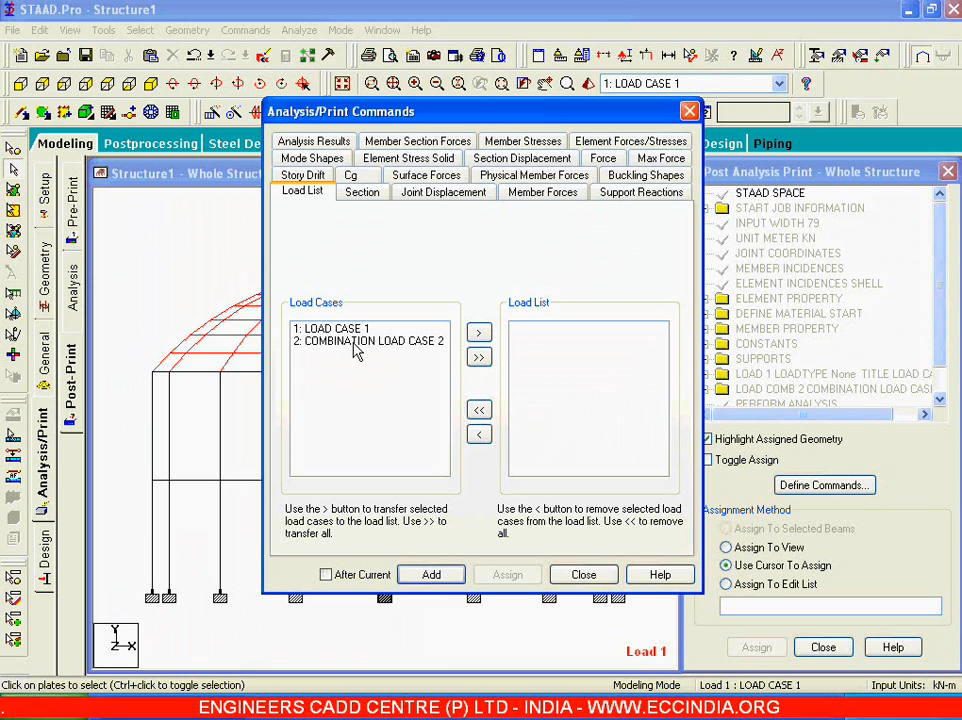 STAAD.Pro - Structure1
File Edit View Tools Select Geometry Commands Analyze Mode Window Help
1: LOAD CASE 1
Modeling Postprocessing Steel De Design Piping
Structure1 - Whole Struct
Setup
Geometry
General
Analysis/Print
Design
Pre-Print
Analysis
Post-Print
Analysis/Print Commands
Analysis Results Member Section Forces Member Stresses Element Forces/Stresses
Mode Shapes Element Stress Solid Section Displacement Force Max Force
Story Drift Cg Surface Forces Physical Member Forces Buckling Shapes
Load List Section Joint Displacement Member Forces Support Reactions
Load Cases
1: LOAD CASE 1
2: COMBINATION LOAD CASE 2
> >> << <
Load List
Use the > button to transfer selected
load cases to the load list. Use >> to
transfer all.
Use the < button to remove selected load
cases from the load list. Use << to remove
all.
After Current Add Assign Close Help
Post Analysis Print - Whole Structure
STAAD SPACE
START JOB INFORMATION
INPUT WIDTH 79
UNIT METER KN
JOINT COORDINATES
MEMBER INCIDENCES
ELEMENT INCIDENCES SHELL
ELEMENT PROPERTY
DEFINE MATERIAL START
MEMBER PROPERTY
CONSTANTS
SUPPORTS
LOAD 1 LOADTYPE None TITLE LOAD CA
LOAD COMB 2 COMBINATION LOAD CASE
PERFORM ANALYSIS
Highlight Assigned Geometry
Toggle Assign
Define Commands...
Assignment Method
Assign To Selected Beams
Assign To View
Use Cursor To Assign
Assign To Edit List
Assign Close Help
Y
Z X
Load 1
Click on plates to select (Ctrl+click to toggle selection) Modeling Mode Load 1 : LOAD CASE 1 Input Units: kN-m
. ENGINEERS CADD CENTRE (P) LTD - INDIA - WWW.ECCINDIA.ORG